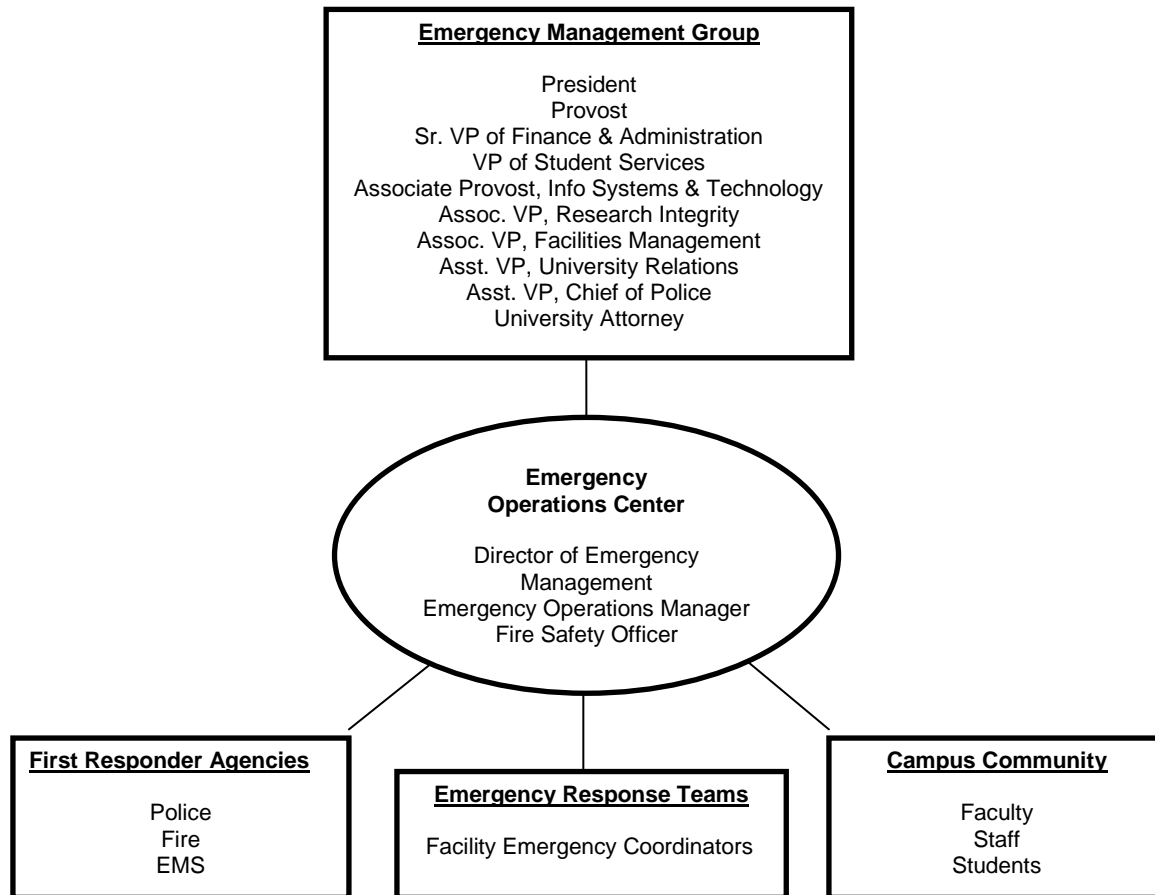 Emergency Management Group
President
Provost
Sr. VP of Finance & Administration
VP of Student Services
Associate Provost, Info Systems & Technology
Assoc. VP, Research Integrity
Assoc. VP, Facilities Management
Asst. VP, University Relations
Asst. VP, Chief of Police
University Attorney
Emergency
Operations Center
Director of Emergency
Management
Emergency Operations Manager
Fire Safety Officer
First Responder Agencies
Police
Fire
EMS
Emergency Response Teams
Facility Emergency Coordinators
Campus Community
Faculty
Staff
Students